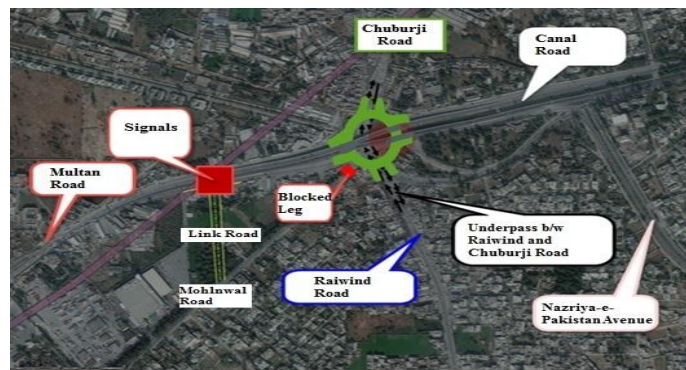 Chuburji
Road
Canal
Road
Signals
Multan
Road
Blocked
Leg
Link Road
Underpass b/w
Raiwind and
Chuburji Road
Mohlnwal
Road
Raiwind
Road
Nazriya-e-
Pakistan Avenue